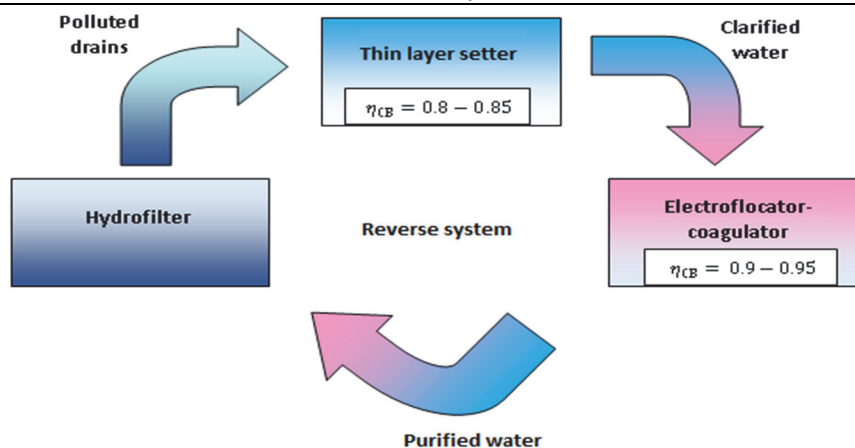 Polluted
drains
Thin layer setter
η_CB = 0.8 − 0.85
Clarified
water
Hydrofilter
Reverse system
Electroflocator-
coagulator
η_CB = 0.9 − 0.95
Purified water